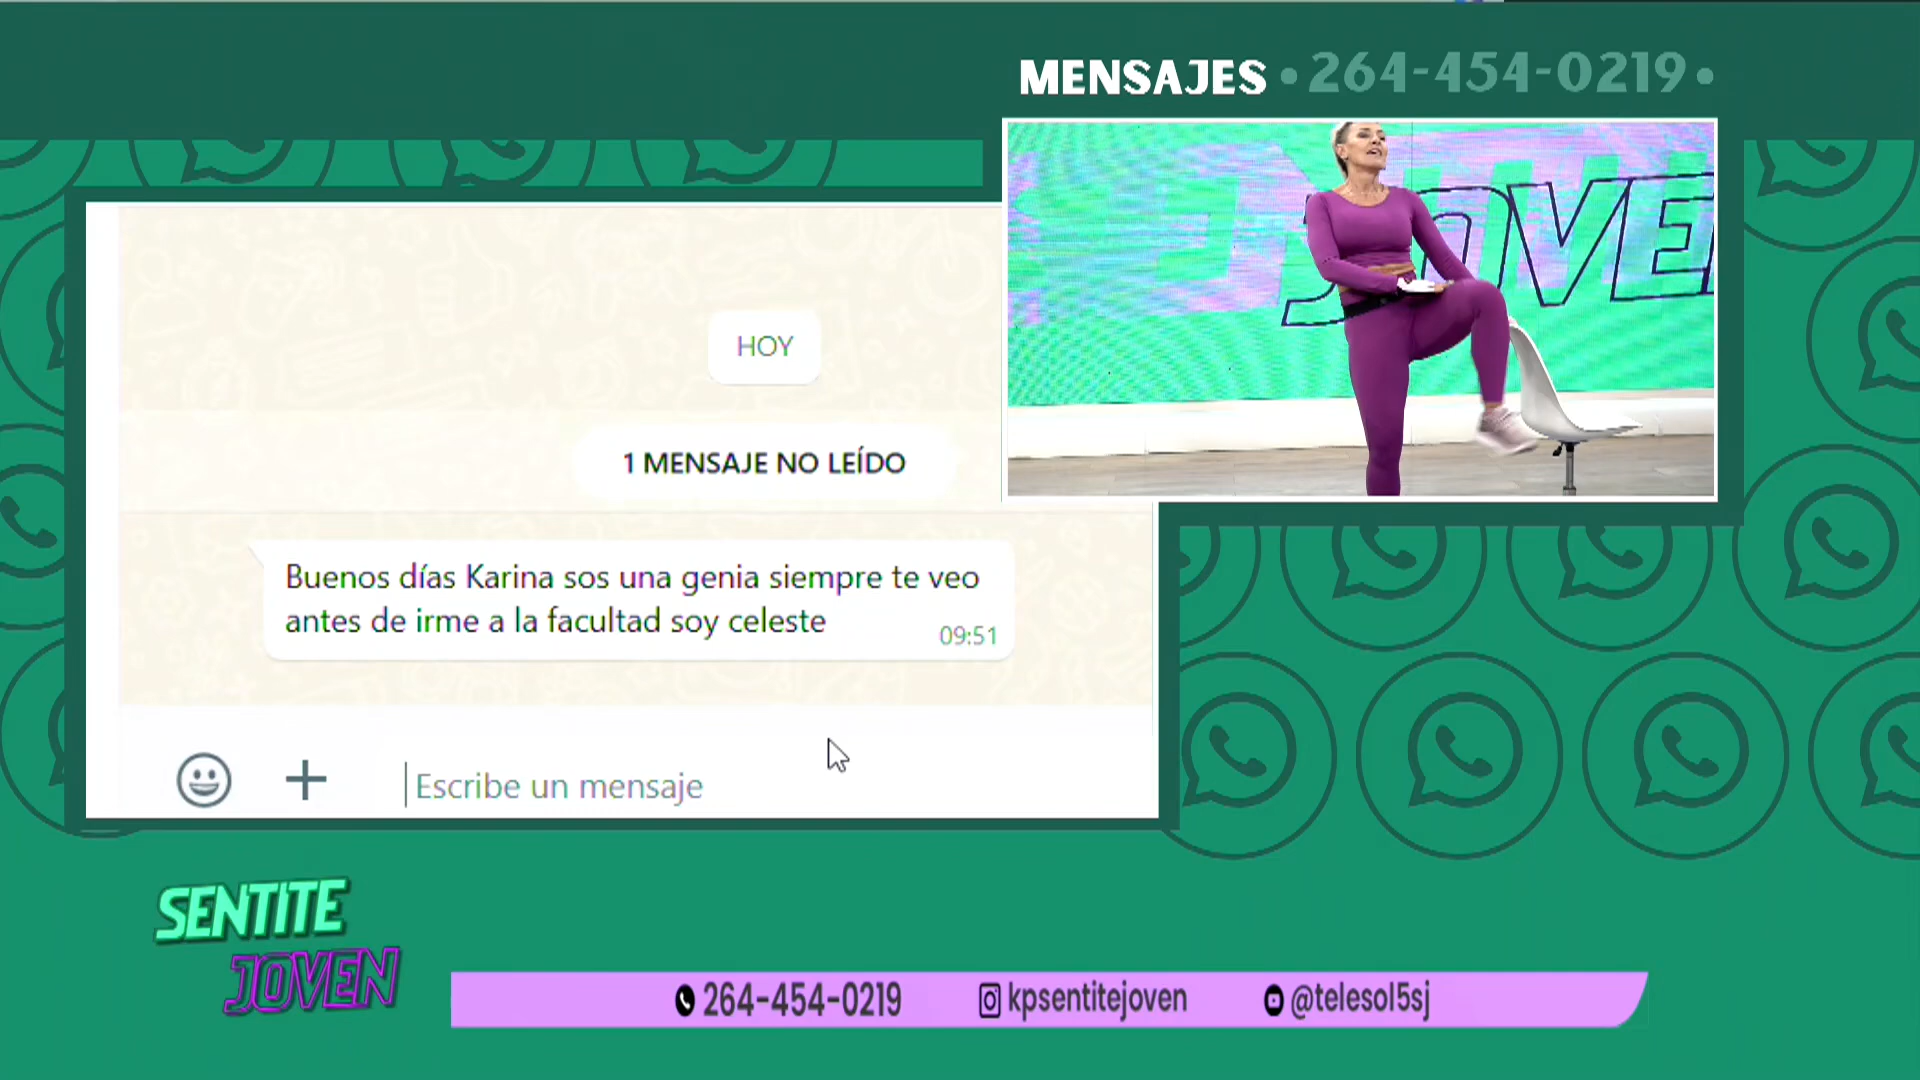 MENSAJES • 264-454-0219 •
JOVE
HOY
1 MENSAJE NO LEÍDO
Buenos días Karina sos una genia siempre te veo
antes de irme a la facultad soy celeste
09:51
Escribe un mensaje
SENTITE
JOVEN
264-454-0219 kpsentitejoven @telesol5sj